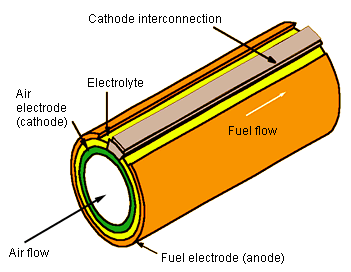 Cathode interconnection
Electrolyte
Air
electrode
(cathode)
Fuel flow
Air flow
Fuel electrode (anode)